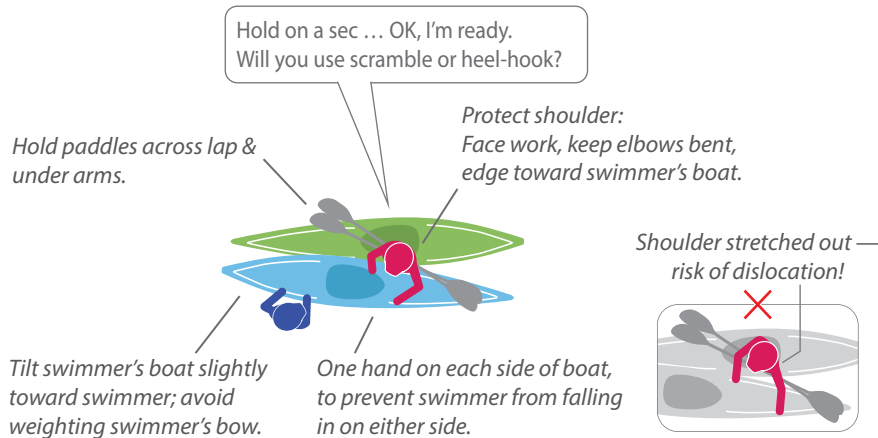 Hold on a sec … OK, I’m ready.
Will you use scramble or heel-hook?
Hold paddles across lap &
under arms.
Protect shoulder:
Face work, keep elbows bent,
edge toward swimmer’s boat.
Shoulder stretched out —
risk of dislocation!
Tilt swimmer’s boat slightly
toward swimmer; avoid
weighting swimmer’s bow.
One hand on each side of boat,
to prevent swimmer from falling
in on either side.